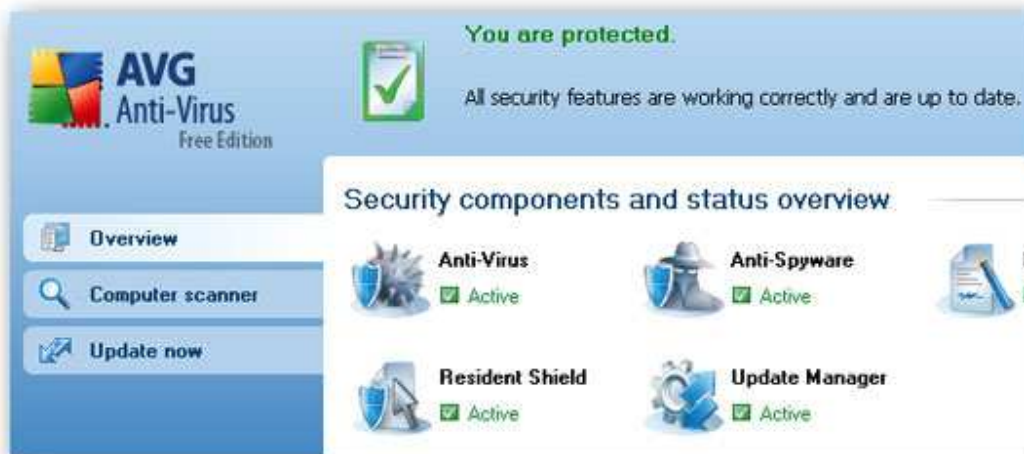 AVG
Anti-Virus
Free Edition
You are protected.
All security features are working correctly and are up to date.
Overview
Computer scanner
Update now
Security components and status overview
Anti-Virus
Active
Anti-Spyware
Active
Resident Shield
Active
Update Manager
Active